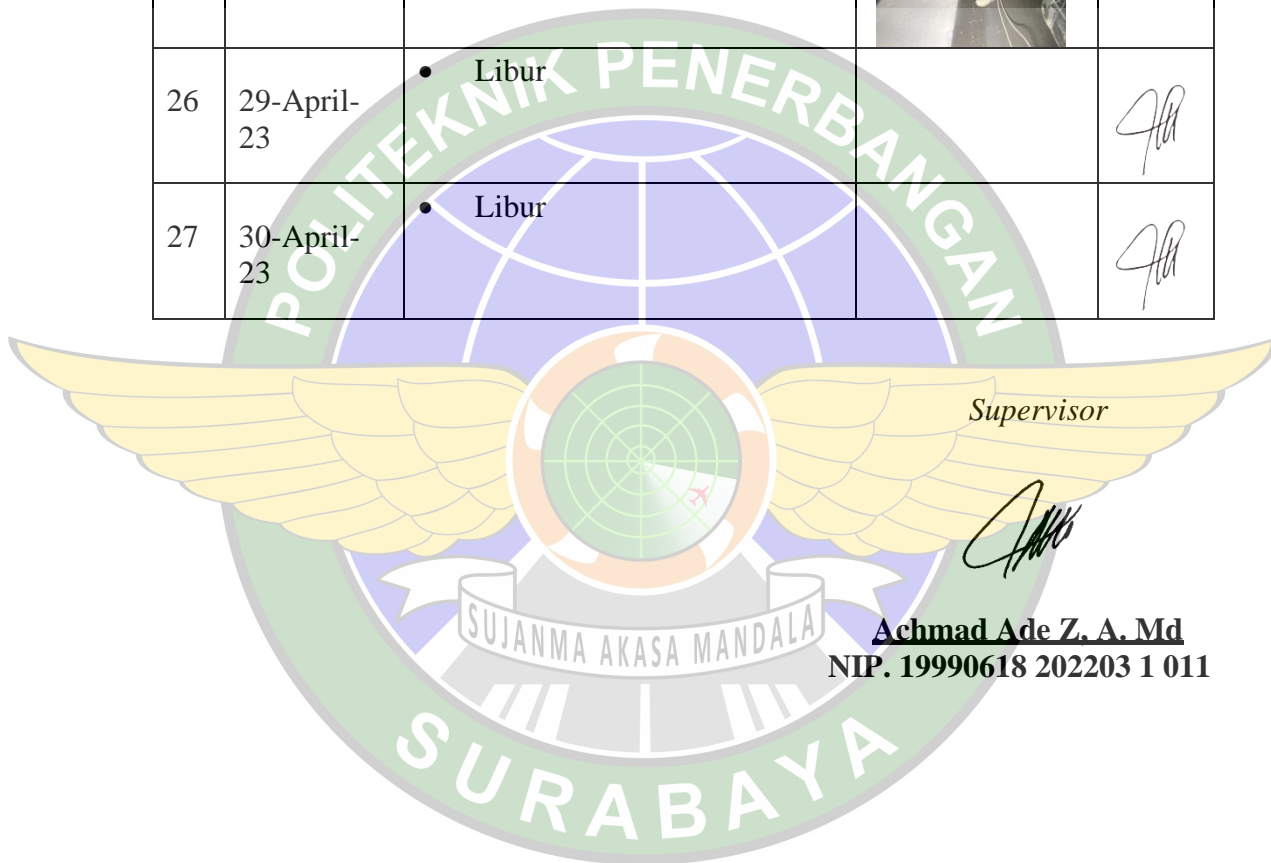 POLITEKNIK PENERBANGAN
26 29-April-23 • Libur
27 30-April-23 • Libur
Supervisor
SUJANMA AKASA MANDALA
Achmad Ade Z, A. Md
NIP. 19990618 202203 1 011
SURABAYA